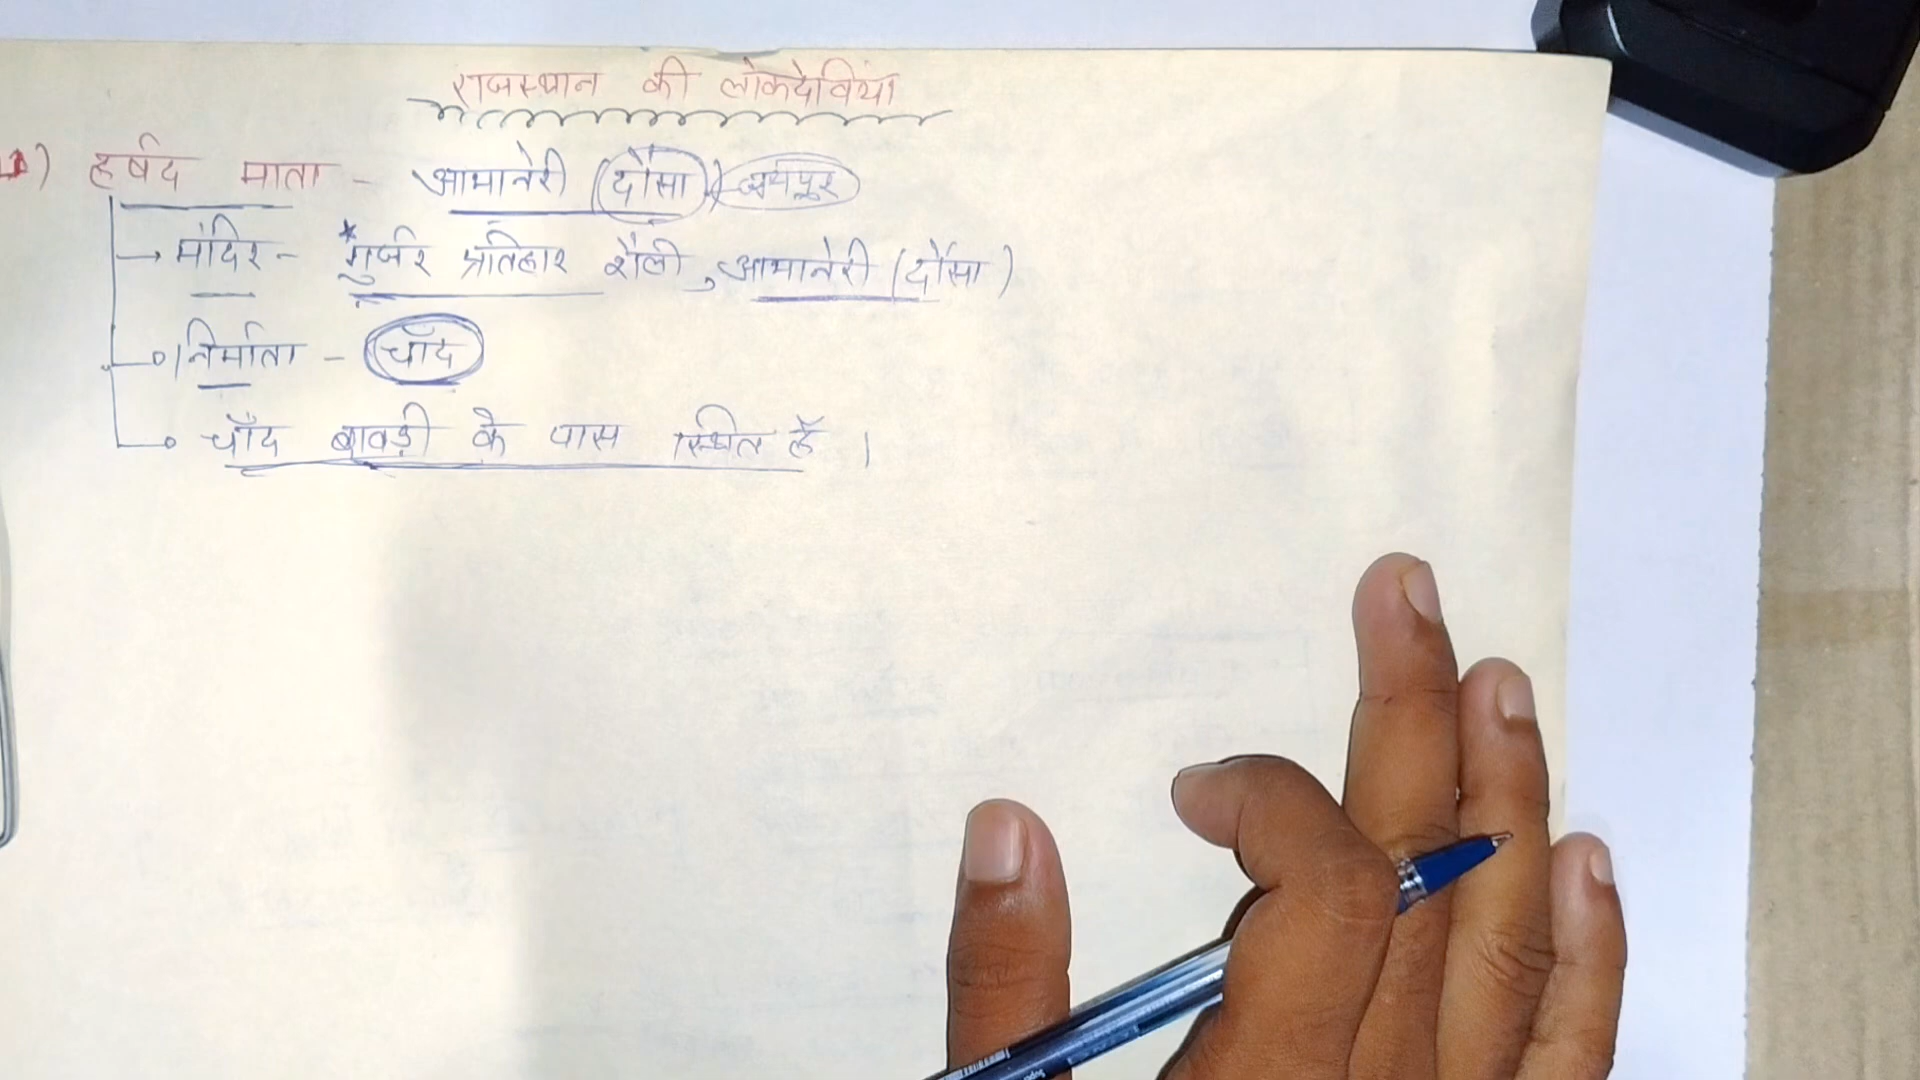 राजस्थान की लोकदेवियां
1) हर्षद माता - आभानेरी (दौसा) जयपुर
→ मंदिर - *गुर्जर प्रतिहार शैली, आभानेरी (दौसा)
निर्माता - चाँद
चाँद बावड़ी के पास स्थित है।